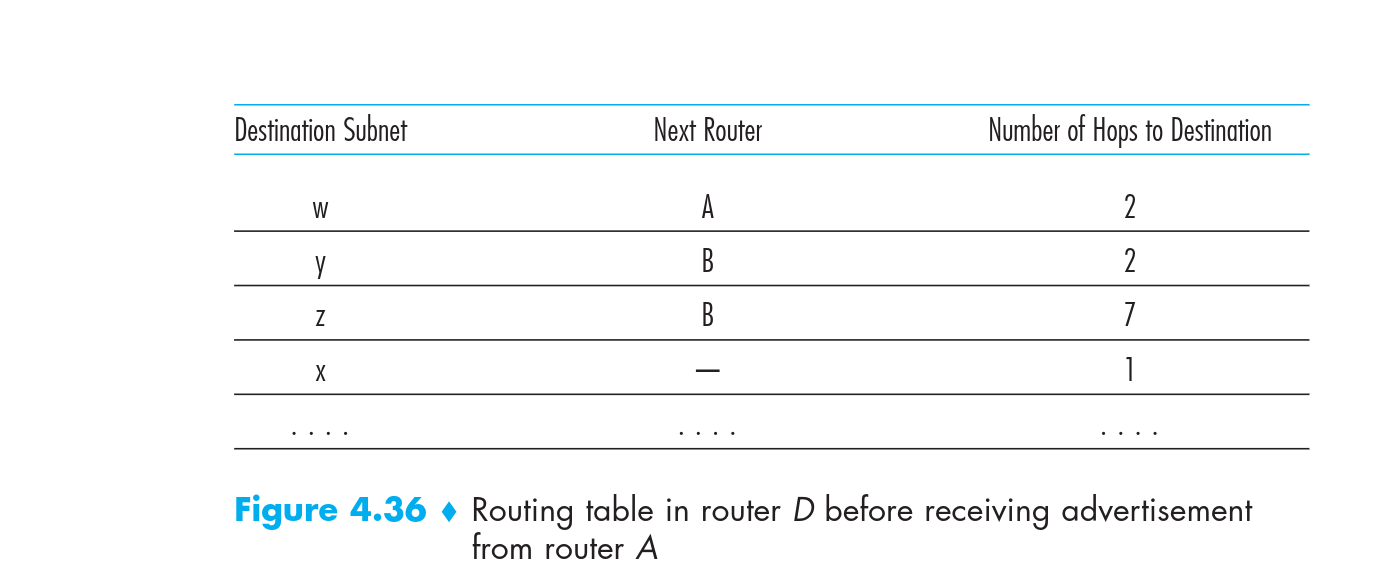 Destination Subnet Next Router Number of Hops to Destination
w A 2
y B 2
z B 7
x — 1
. . . . . . . . . . . .
Figure 4.36 ♦ Routing table in router D before receiving advertisement
from router A